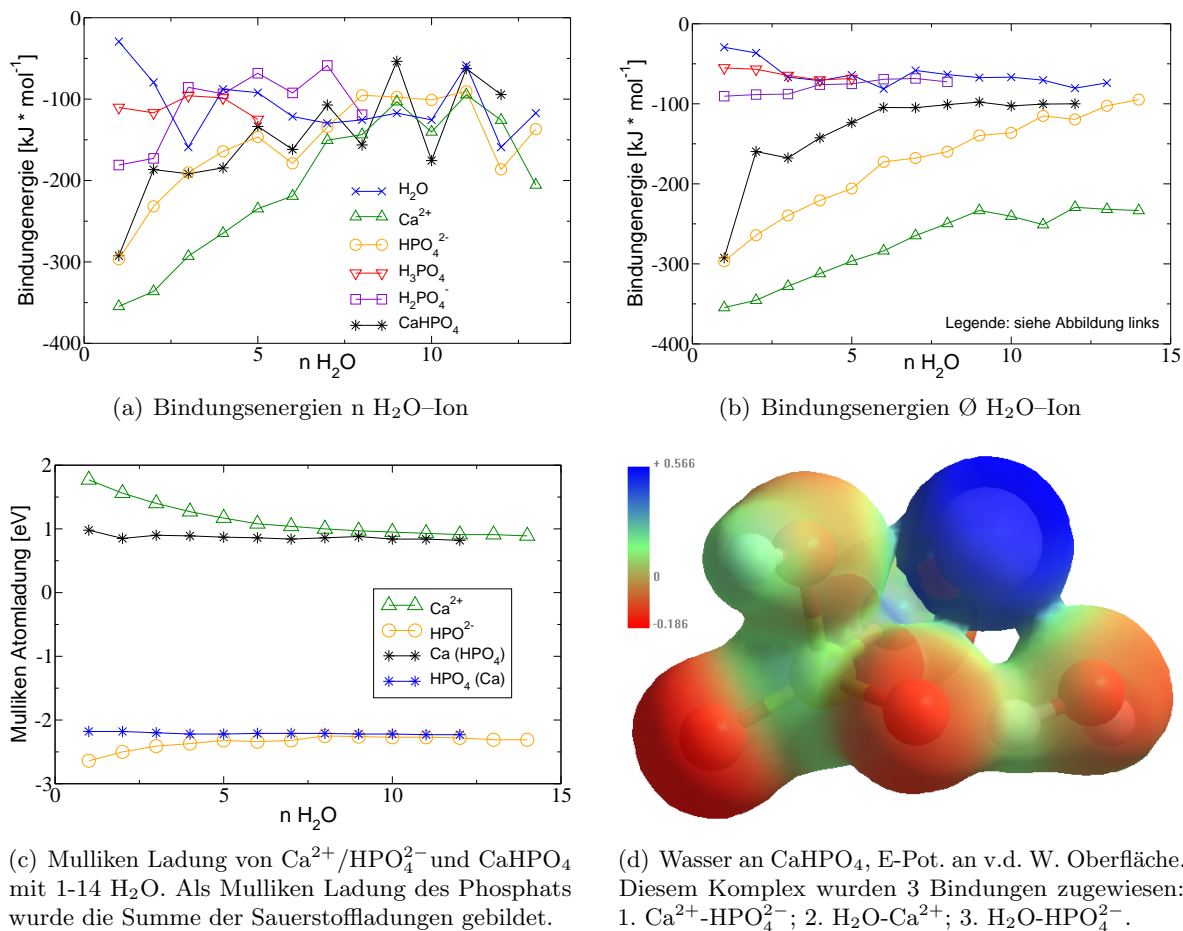 0
-100
-200
-300
-400
Bindungenergie [kJ * mol⁻¹]
0 5 10
n H₂O
H₂O
Ca²⁺
HPO₄²⁻
H₃PO₄
H₂PO₄⁻
CaHPO₄
(a) Bindungsenergien n H₂O–Ion
0
-100
-200
-300
-400
Bindungenergie [kJ * mol⁻¹]
0 5 10 15
n H₂O
Legende: siehe Abbildung links
(b) Bindungsenergien Ø H₂O–Ion
2
1
0
-1
-2
-3
Mulliken Atomladung [eV]
0 5 10 15
n H₂O
Ca²⁺
HPO²⁻
Ca (HPO₄)
HPO₄ (Ca)
(c) Mulliken Ladung von Ca²⁺/HPO₄²⁻und CaHPO₄
mit 1-14 H₂O. Als Mulliken Ladung des Phosphats
wurde die Summe der Sauerstoffladungen gebildet.
+ 0.566
0
-0.186
(d) Wasser an CaHPO₄, E-Pot. an v.d. W. Oberfläche.
Diesem Komplex wurden 3 Bindungen zugewiesen:
1. Ca²⁺-HPO₄²⁻; 2. H₂O-Ca²⁺; 3. H₂O-HPO₄²⁻.